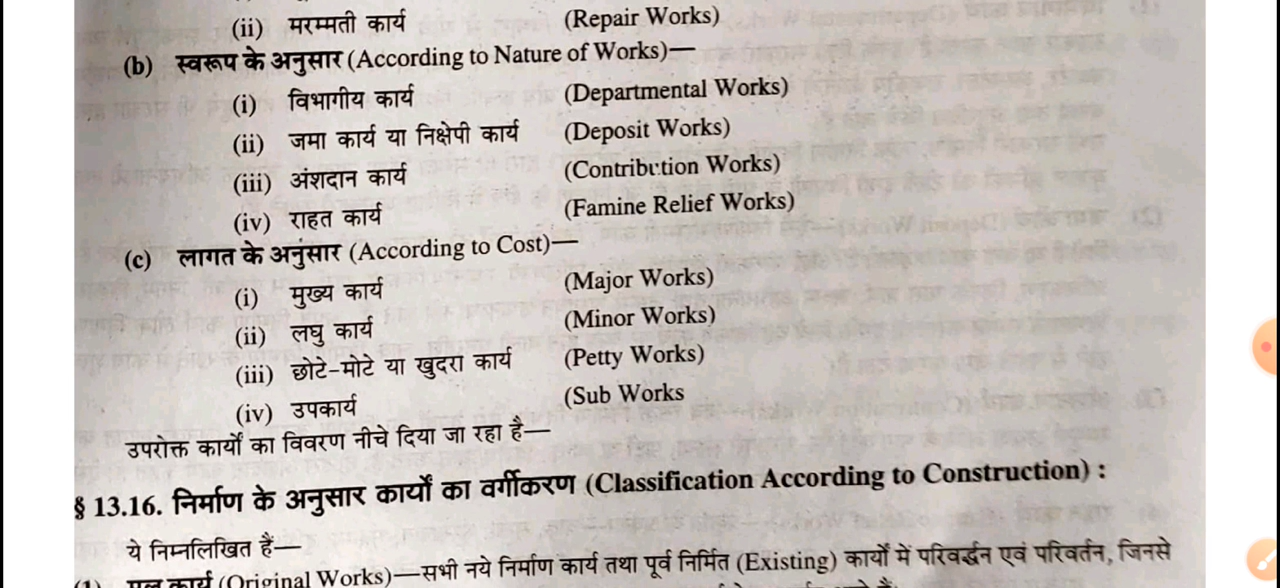 (ii) मरम्मती कार्य (Repair Works)
(b) स्वरूप के अनुसार (According to Nature of Works)—
(i) विभागीय कार्य (Departmental Works)
(ii) जमा कार्य या निक्षेपी कार्य (Deposit Works)
(iii) अंशदान कार्य (Contribution Works)
(iv) राहत कार्य (Famine Relief Works)
(c) लागत के अनुसार (According to Cost)—
(i) मुख्य कार्य (Major Works)
(ii) लघु कार्य (Minor Works)
(iii) छोटे-मोटे या खुदरा कार्य (Petty Works)
(iv) उपकार्य (Sub Works
उपरोक्त कार्यों का विवरण नीचे दिया जा रहा है—
§ 13.16. निर्माण के अनुसार कार्यों का वर्गीकरण (Classification According to Construction) :
ये निम्नलिखित हैं—
(1) मूल कार्य (Original Works)—सभी नये निर्माण कार्य तथा पूर्व निर्मित (Existing) कार्यों में परिवर्द्धन एवं परिवर्तन, जिनसे